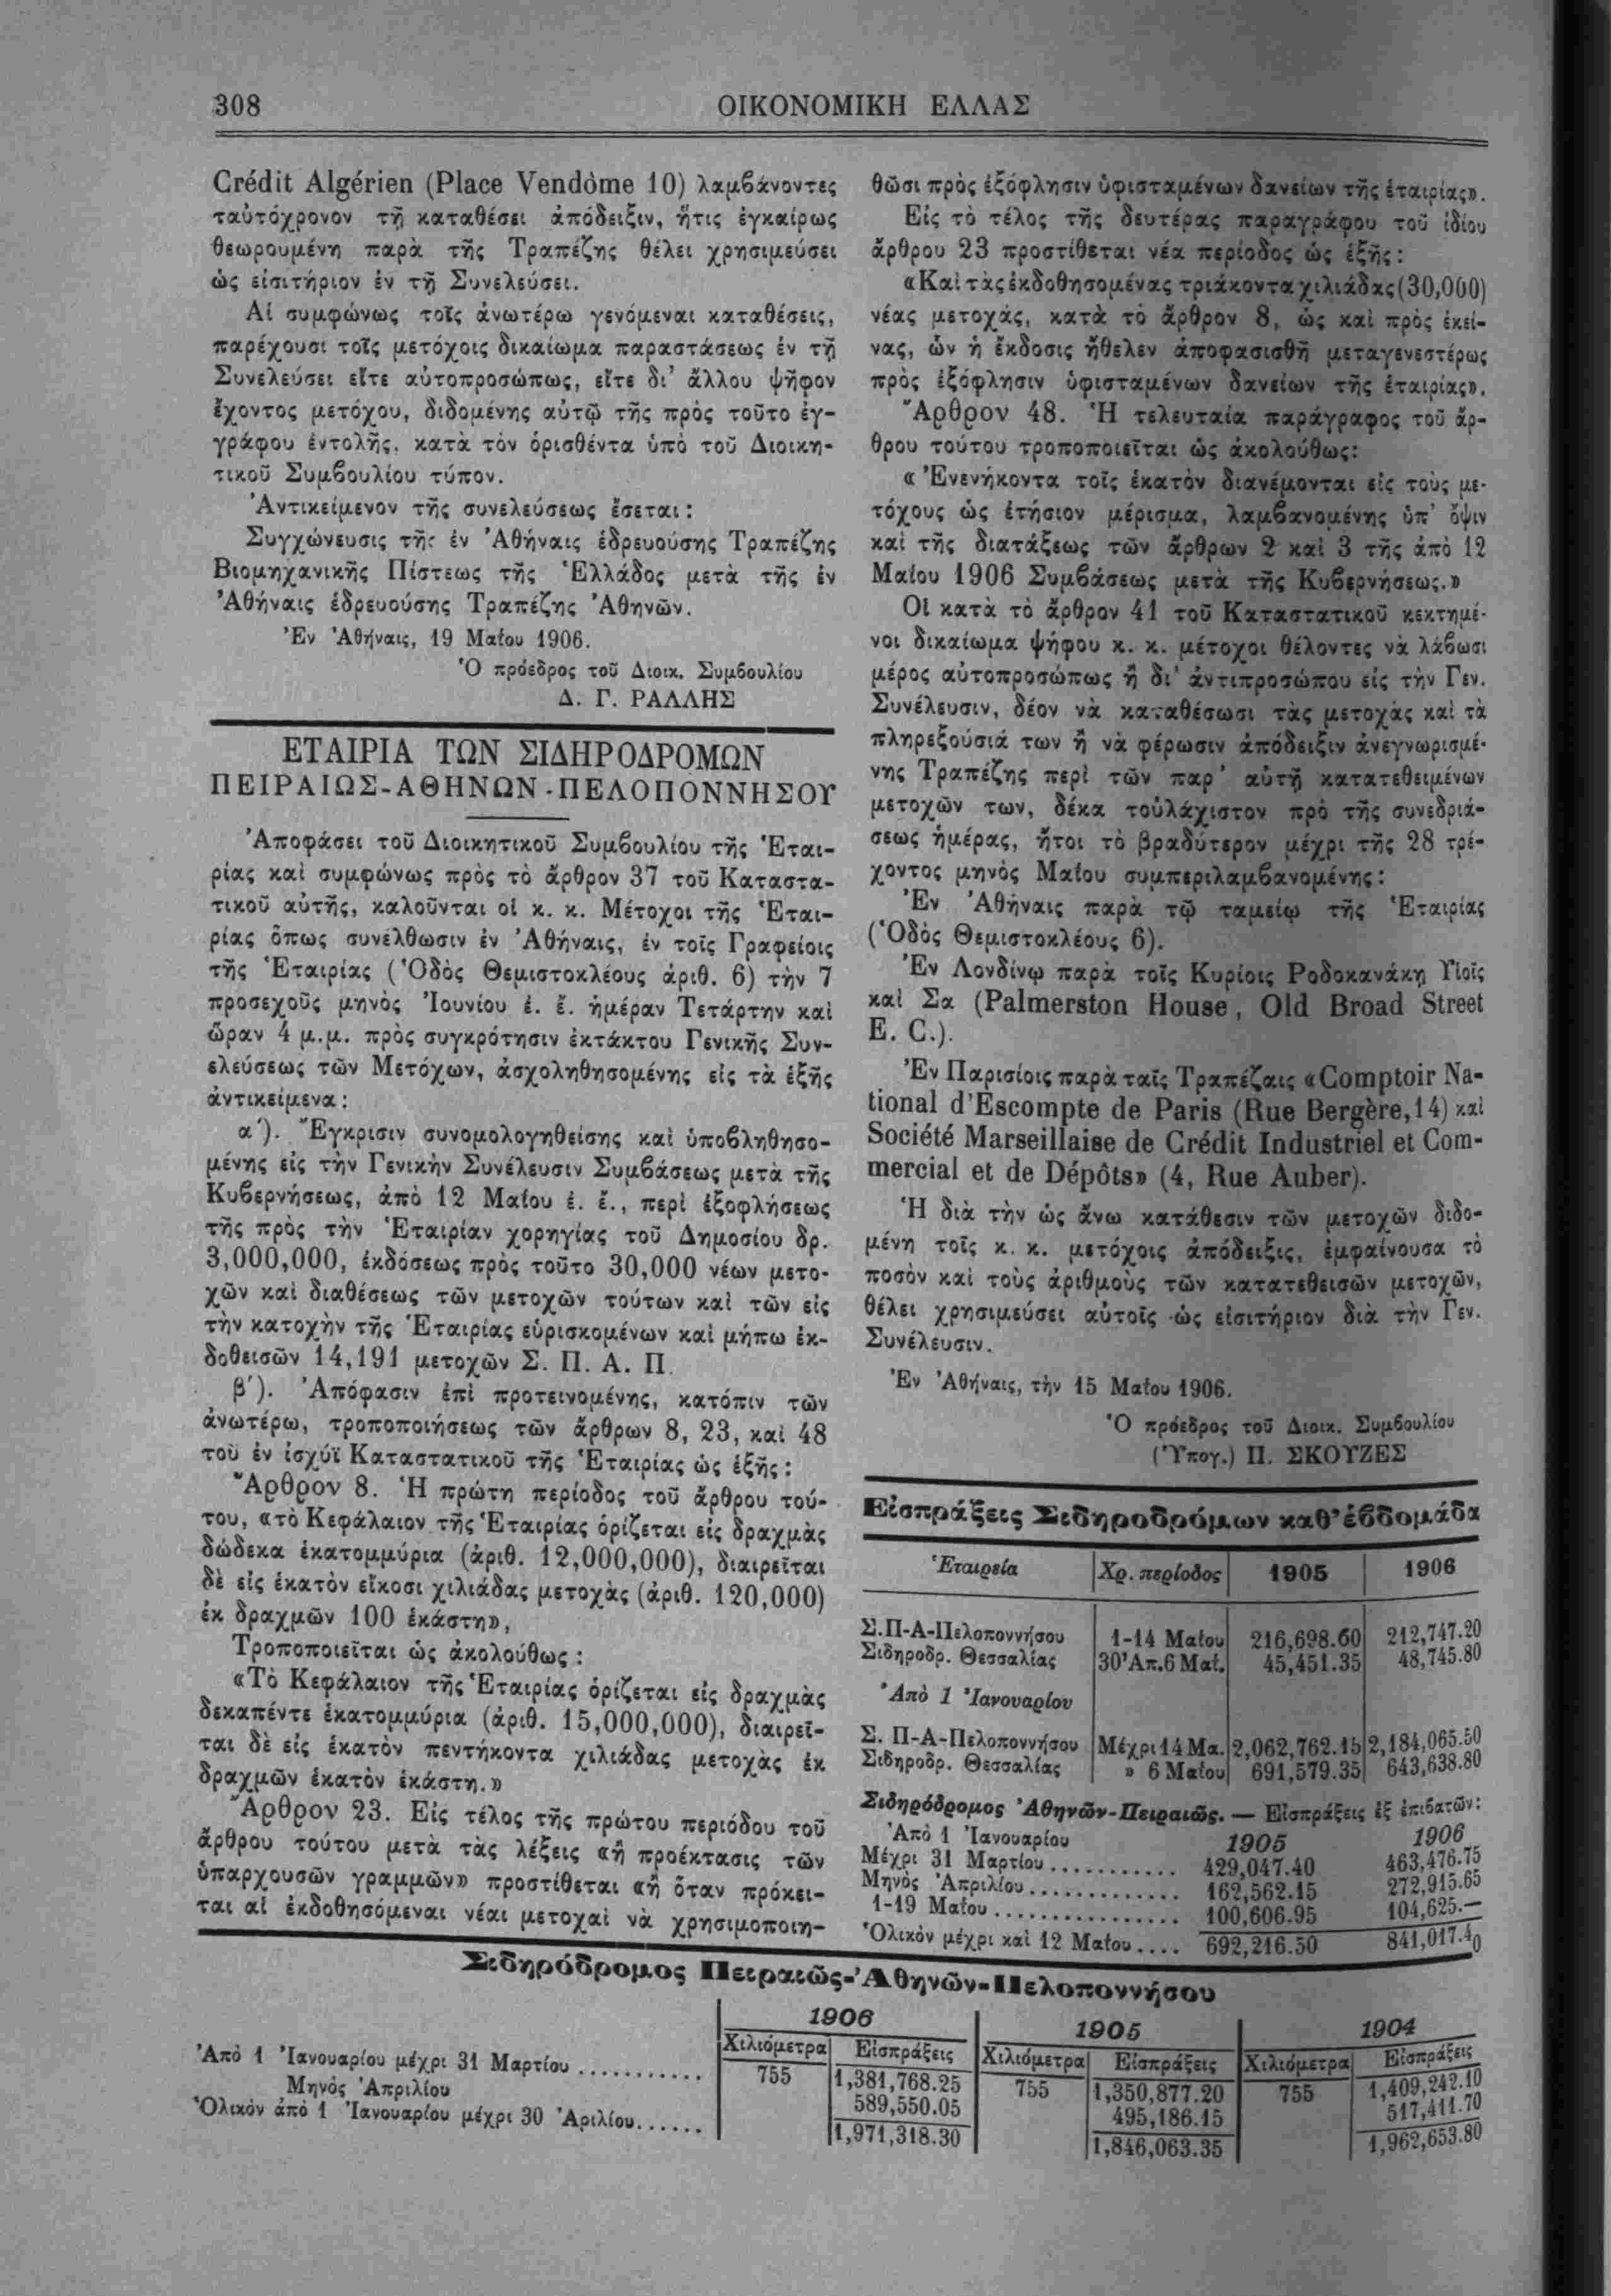 308
ΟΙΚΟΝΟΜΙΚΗ ΕΛΛΑΣ
Crédit Algérien (Place Vendôme 10) λαμβάνοντες
ταὐτόχρονον τῇ καταθέσει ἀπόδειξιν, ἥτις ἐγκαίρως
θεωρουμένη παρὰ τῆς Τραπέζης θέλει χρησιμεύσει
ὡς εἰσιτήριον ἐν τῇ Συνελεύσει.
Αἱ συμφώνως τοῖς ἀνωτέρω γενόμεναι καταθέσεις,
παρέχουσι τοῖς μετόχοις δικαίωμα παραστάσεως ἐν τῇ
Συνελεύσει εἴτε αὐτοπροσώπως, εἴτε δι' ἄλλου ψῆφον
ἔχοντος μετόχου, διδομένης αὐτῷ τῆς πρὸς τοῦτο ἐγ-
γράφου ἐντολῆς, κατὰ τὸν ὁρισθέντα ὑπὸ τοῦ Διοικη-
τικοῦ Συμβουλίου τύπον.
Ἀντικείμενον τῆς συνελεύσεως ἔσεται:
Συγχώνευσις τῆς ἐν Ἀθήναις ἑδρευούσης Τραπέζης
Βιομηχανικῆς Πίστεως τῆς Ἑλλάδος μετὰ τῆς ἐν
Ἀθήναις ἑδρευούσης Τραπέζης Ἀθηνῶν.
Ἐν Ἀθήναις, 19 Μαΐου 1906.
Ὁ πρόεδρος τοῦ Διοικ. Συμβουλίου
Δ. Γ. ΡΑΛΛΗΣ
ΕΤΑΙΡΙΑ ΤΩΝ ΣΙΔΗΡΟΔΡΟΜΩΝ
ΠΕΙΡΑΙΩΣ-ΑΘΗΝΩΝ-ΠΕΛΟΠΟΝΝΗΣΟΥ
Ἀποφάσει τοῦ Διοικητικοῦ Συμβουλίου τῆς Ἑται-
ρίας καὶ συμφώνως πρὸς τὸ ἄρθρον 37 τοῦ Καταστα-
τικοῦ αὐτῆς, καλοῦνται οἱ κ. κ. Μέτοχοι τῆς Ἑται-
ρίας ὅπως συνέλθωσιν ἐν Ἀθήναις, ἐν τοῖς Γραφείοις
τῆς Ἑταιρίας (Ὁδὸς Θεμιστοκλέους ἀριθ. 6) τὴν 7
προσεχοῦς μηνὸς Ἰουνίου ἐ. ἔ. ἡμέραν Τετάρτην καὶ
ὥραν 4 μ.μ. πρὸς συγκρότησιν ἐκτάκτου Γενικῆς Συν-
ελεύσεως τῶν Μετόχων, ἀσχοληθησομένης εἰς τὰ ἑξῆς
ἀντικείμενα:
α'). Ἔγκρισιν συνομολογηθείσης καὶ ὑποβληθησο-
μένης εἰς τὴν Γενικὴν Συνέλευσιν Συμβάσεως μετὰ τῆς
Κυβερνήσεως, ἀπὸ 12 Μαΐου ἐ. ἔ., περὶ ἐξοφλήσεως
τῆς πρὸς τὴν Ἑταιρίαν χορηγίας τοῦ Δημοσίου δρ.
3,000,000, ἐκδόσεως πρὸς τοῦτο 30,000 νέων μετο-
χῶν καὶ διαθέσεως τῶν μετοχῶν τούτων καὶ τῶν εἰς
τὴν κατοχὴν τῆς Ἑταιρίας εὑρισκομένων καὶ μήπω ἐκ-
δοθεισῶν 14,191 μετοχῶν Σ. Π. Α. Π.
β'). Ἀπόφασιν ἐπὶ προτεινομένης, κατόπιν τῶν
ἀνωτέρω, τροποποιήσεως τῶν ἄρθρων 8, 23, καὶ 48
τοῦ ἐν ἰσχύϊ Καταστατικοῦ τῆς Ἑταιρίας ὡς ἑξῆς:
Ἄρθρον 8. Ἡ πρώτη περίοδος τοῦ ἄρθρου τού-
του, «τὸ Κεφάλαιον τῆς Ἑταιρίας ὁρίζεται εἰς δραχμὰς
δώδεκα ἑκατομμύρια (ἀριθ. 12,000,000), διαιρεῖται
δὲ εἰς ἑκατὸν εἴκοσι χιλιάδας μετοχὰς (ἀριθ. 120,000)
ἐκ δραχμῶν 100 ἑκάστη»,
Τροποποιεῖται ὡς ἀκολούθως:
«Τὸ Κεφάλαιον τῆς Ἑταιρίας ὁρίζεται εἰς δραχμὰς
δεκαπέντε ἑκατομμύρια (ἀριθ. 15,000,000), διαιρεῖ-
ται δὲ εἰς ἑκατὸν πεντήκοντα χιλιάδας μετοχὰς ἐκ
δραχμῶν ἑκατὸν ἑκάστη.»
Ἄρθρον 23. Εἰς τέλος τῆς πρώτου περιόδου τοῦ
ἄρθρου τούτου μετὰ τὰς λέξεις «ἢ προέκτασις τῶν
ὑπαρχουσῶν γραμμῶν» προστίθεται «ἢ ὅταν πρόκει-
ται αἱ ἐκδοθησόμεναι νέαι μετοχαὶ νὰ χρησιμοποιη-
θῶσι πρὸς ἐξόφλησιν ὑφισταμένων δανείων τῆς ἑταιρίας».
Εἰς τὸ τέλος τῆς δευτέρας παραγράφου τοῦ ἰδίου
ἄρθρου 23 προστίθεται νέα περίοδος ὡς ἑξῆς:
«Καὶ τὰς ἐκδοθησομένας τριάκοντα χιλιάδας (30,000)
νέας μετοχάς, κατὰ τὸ ἄρθρον 8, ὡς καὶ πρὸς ἐκεί-
νας, ὧν ἡ ἔκδοσις ἤθελεν ἀποφασισθῆ μεταγενεστέρως
πρὸς ἐξόφλησιν ὑφισταμένων δανείων τῆς ἑταιρίας».
Ἄρθρον 48. Ἡ τελευταία παράγραφος τοῦ ἄρ-
θρου τούτου τροποποιεῖται ὡς ἀκολούθως:
«Ἐνενήκοντα τοῖς ἑκατὸν διανέμονται εἰς τοὺς με-
τόχους ὡς ἐτήσιον μέρισμα, λαμβανομένης ὑπ' ὄψιν
καὶ τῆς διατάξεως τῶν ἄρθρων 2 καὶ 3 τῆς ἀπὸ 12
Μαΐου 1906 Συμβάσεως μετὰ τῆς Κυβερνήσεως.»
Οἱ κατὰ τὸ ἄρθρον 41 τοῦ Καταστατικοῦ κεκτημέ-
νοι δικαίωμα ψήφου κ. κ. μέτοχοι θέλοντες νὰ λάβωσι
μέρος αὐτοπροσώπως ἢ δι' ἀντιπροσώπου εἰς τὴν Γεν.
Συνέλευσιν, δέον νὰ καταθέσωσι τὰς μετοχὰς καὶ τὰ
πληρεξούσιά των ἢ νὰ φέρωσιν ἀπόδειξιν ἀνεγνωρισμέ-
νης Τραπέζης περὶ τῶν παρ' αὐτῇ κατατεθειμένων
μετοχῶν των, δέκα τοὐλάχιστον πρὸ τῆς συνεδριά-
σεως ἡμέρας, ἤτοι τὸ βραδύτερον μέχρι τῆς 28 τρέ-
χοντος μηνὸς Μαΐου συμπεριλαμβανομένης:
Ἐν Ἀθήναις παρὰ τῷ ταμείῳ τῆς Ἑταιρίας
(Ὁδὸς Θεμιστοκλέους 6).
Ἐν Λονδίνῳ παρὰ τοῖς Κυρίοις Ροδοκανάκῃ Υἱοῖς
καὶ Σα (Palmerston House, Old Broad Street
E. C.).
Ἐν Παρισίοις παρὰ ταῖς Τραπέζαις «Comptoir Na-
tional d'Escompte de Paris (Rue Bergère, 14) καὶ
Société Marseillaise de Crédit Industriel et Com-
mercial et de Dépôts» (4, Rue Auber).
Ἡ διὰ τὴν ὡς ἄνω κατάθεσιν τῶν μετοχῶν διδο-
μένη τοῖς κ. κ. μετόχοις ἀπόδειξις, ἐμφαίνουσα τὸ
ποσὸν καὶ τοὺς ἀριθμοὺς τῶν κατατεθεισῶν μετοχῶν,
θέλει χρησιμεύσει αὐτοῖς ὡς εἰσιτήριον διὰ τὴν Γεν.
Συνέλευσιν.
Ἐν Ἀθήναις, τὴν 15 Μαΐου 1906.
Ὁ πρόεδρος τοῦ Διοικ. Συμβουλίου
(Ὑπογ.) Π. ΣΚΟΥΖΕΣ
Εἰσπράξεις Σιδηροδρόμων καθ' ἑβδομάδα
Ἑταιρεία Χρ. περίοδος 1905 1906
Σ.Π-Α-Πελοποννήσου 1-14 Μαΐου 216,698.60 212,747.20
Σιδηροδρ. Θεσσαλίας 30'Απ.6 Μαΐ. 45,451.35 48,745.80
Ἀπὸ 1 Ἰανουαρίου
Σ. Π-Α-Πελοποννήσου Μέχρι 14 Μα. 2,062,762.15 2,184,065.50
Σιδηροδρ. Θεσσαλίας » 6 Μαΐου 691,579.35 643,638.80
Σιδηρόδρομος Ἀθηνῶν-Πειραιῶς. — Εἰσπράξεις ἐξ ἐπιβατῶν:
Ἀπὸ 1 Ἰανουαρίου 1905 1906
Μέχρι 31 Μαρτίου........... 429,047.40 463,476.75
Μηνὸς Ἀπριλίου............. 162,562.15 272,915.65
1-19 Μαΐου................ 100,606.95 104,625.—
Ὁλικὸν μέχρι καὶ 12 Μαΐου.... 692,216.50 841,017.40
Σιδηρόδρομος Πειραιῶς-Ἀθηνῶν-Πελοποννήσου
1906 1905 1904
Χιλιόμετρα Εἰσπράξεις Χιλιόμετρα Εἰσπράξεις Χιλιόμετρα Εἰσπράξεις
Ἀπὸ 1 Ἰανουαρίου μέχρι 31 Μαρτίου ........... 755 1,381,768.25 755 1,350,877.20 755 1,409,242.10
Μηνὸς Ἀπριλίου 589,550.05 495,186.15 517,411.70
Ὁλικὸν ἀπὸ 1 Ἰανουαρίου μέχρι 30 Ἀριλίου...... 1,971,318.30 1,846,063.35 1,962,653.80